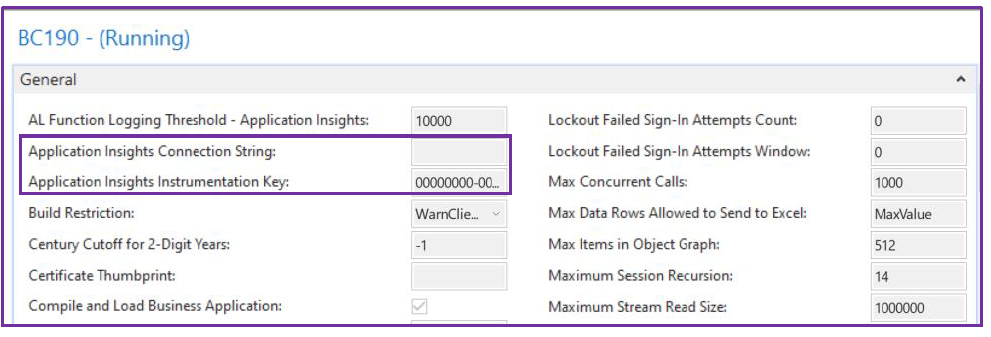 BC190 - (Running)
General
AL Function Logging Threshold - Application Insights: 10000
Application Insights Connection String:
Application Insights Instrumentation Key: 00000000-00...
Build Restriction: WarnClie...
Century Cutoff for 2-Digit Years: -1
Certificate Thumbprint:
Compile and Load Business Application:
Lockout Failed Sign-In Attempts Count: 0
Lockout Failed Sign-In Attempts Window: 0
Max Concurrent Calls: 1000
Max Data Rows Allowed to Send to Excel: MaxValue
Max Items in Object Graph: 512
Maximum Session Recursion: 14
Maximum Stream Read Size: 1000000